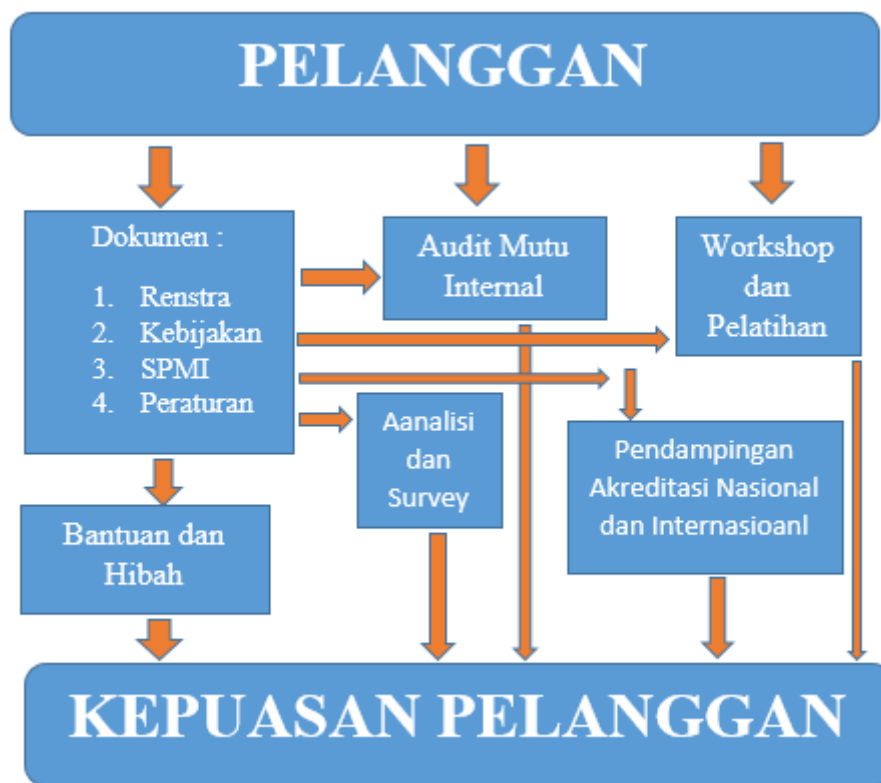 PELANGGAN
Dokumen :
1. Renstra
2. Kebijakan
3. SPMI
4. Peraturan
Audit Mutu
Internal
Workshop
dan
Pelatihan
Aanalisi
dan
Survey
Pendampingan
Akreditasi Nasional
dan Internasioanl
Bantuan dan
Hibah
KEPUASAN PELANGGAN